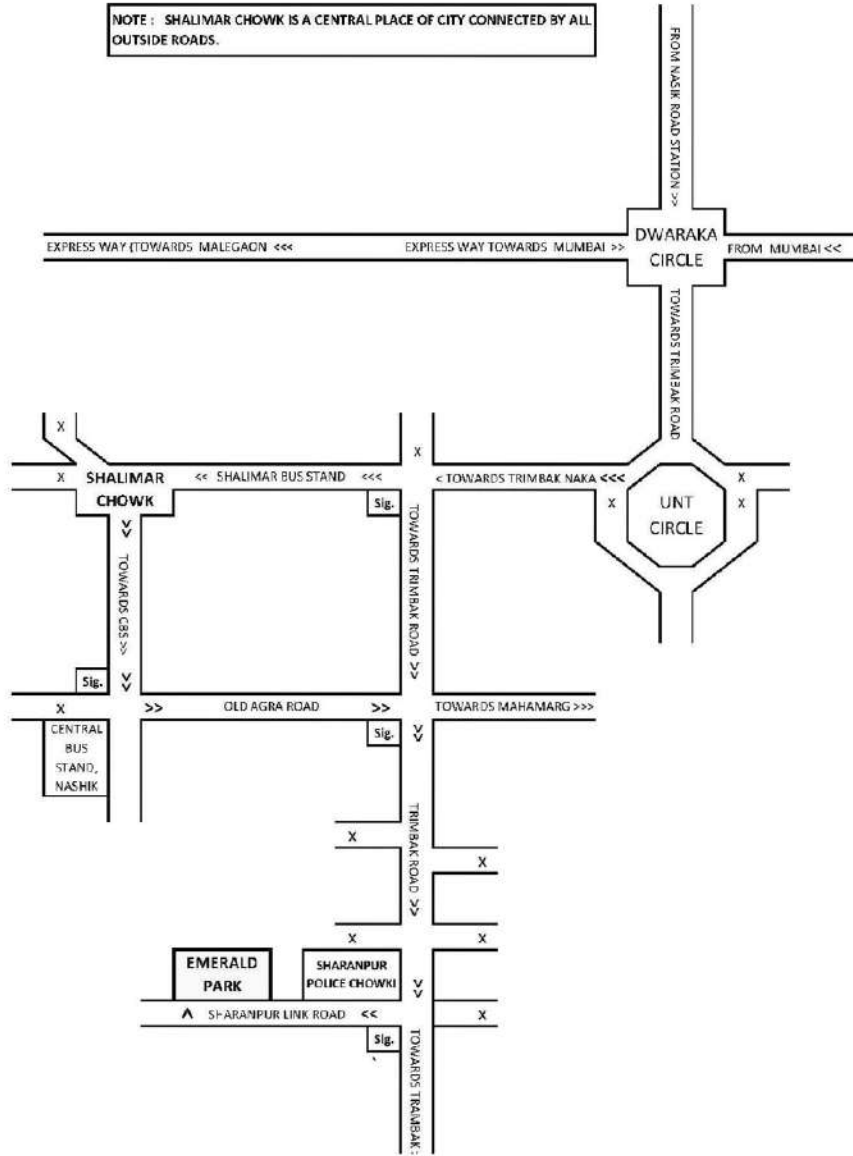 NOTE : SHALIMAR CHOWK IS A CENTRAL PLACE OF CITY CONNECTED BY ALL
OUTSIDE ROADS.
FROM NASIK ROAD STATION >>
EXPRESS WAY (TOWARDS MALEGAON <<<
EXPRESS WAY TOWARDS MUMBAI >>
DWARAKA
CIRCLE
FROM MUMBAI <<
TOWARDS TRIMBAK ROAD
X
X
X
SHALIMAR
CHOWK
<< SHALIMAR BUS STAND <<<
< TOWARDS TRIMBAK NAKA <<<
X
X
X
UNT
CIRCLE
Sig.
TOWARDS TRIMBAK ROAD >>
>>
TOWARDS CBS >>
>>
Sig.
X
>> OLD AGRA ROAD >>
TOWARDS MAHAMARG >>>
CENTRAL
BUS
STAND,
NASHIK
Sig.
>>
TRIMBAK ROAD >>
X
X
X
X
EMERALD
PARK
SHARANPUR
POLICE CHOWKI
>>
^ SHARANPUR LINK ROAD <<
X
Sig.
TOWARDS TRAMBAK :